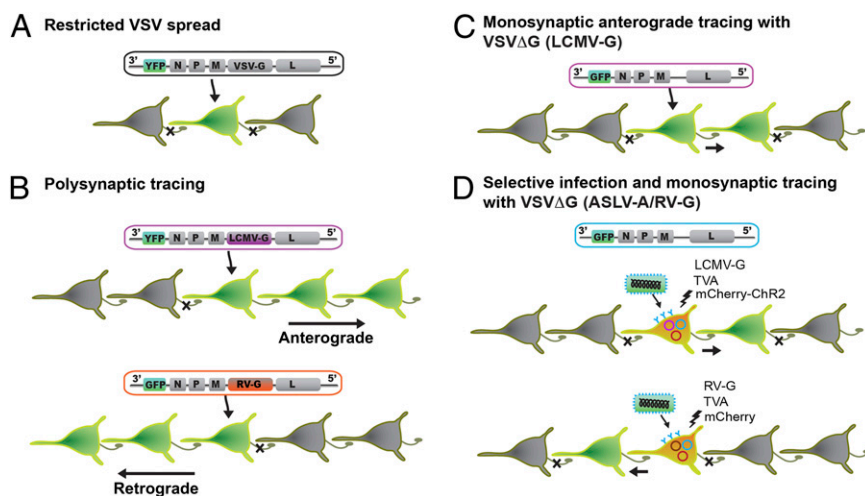 A Restricted VSV spread
3' YFP N P M VSV-G L 5'
B Polysynaptic tracing
3' YFP N P M LCMV-G L 5'
Anterograde
3' GFP N P M RV-G L 5'
Retrograde
C Monosynaptic anterograde tracing with
VSVΔG (LCMV-G)
3' GFP N P M L 5'
D Selective infection and monosynaptic tracing
with VSVΔG (ASLV-A/RV-G)
3' GFP N P M L 5'
LCMV-G
TVA
mCherry-ChR2
RV-G
TVA
mCherry